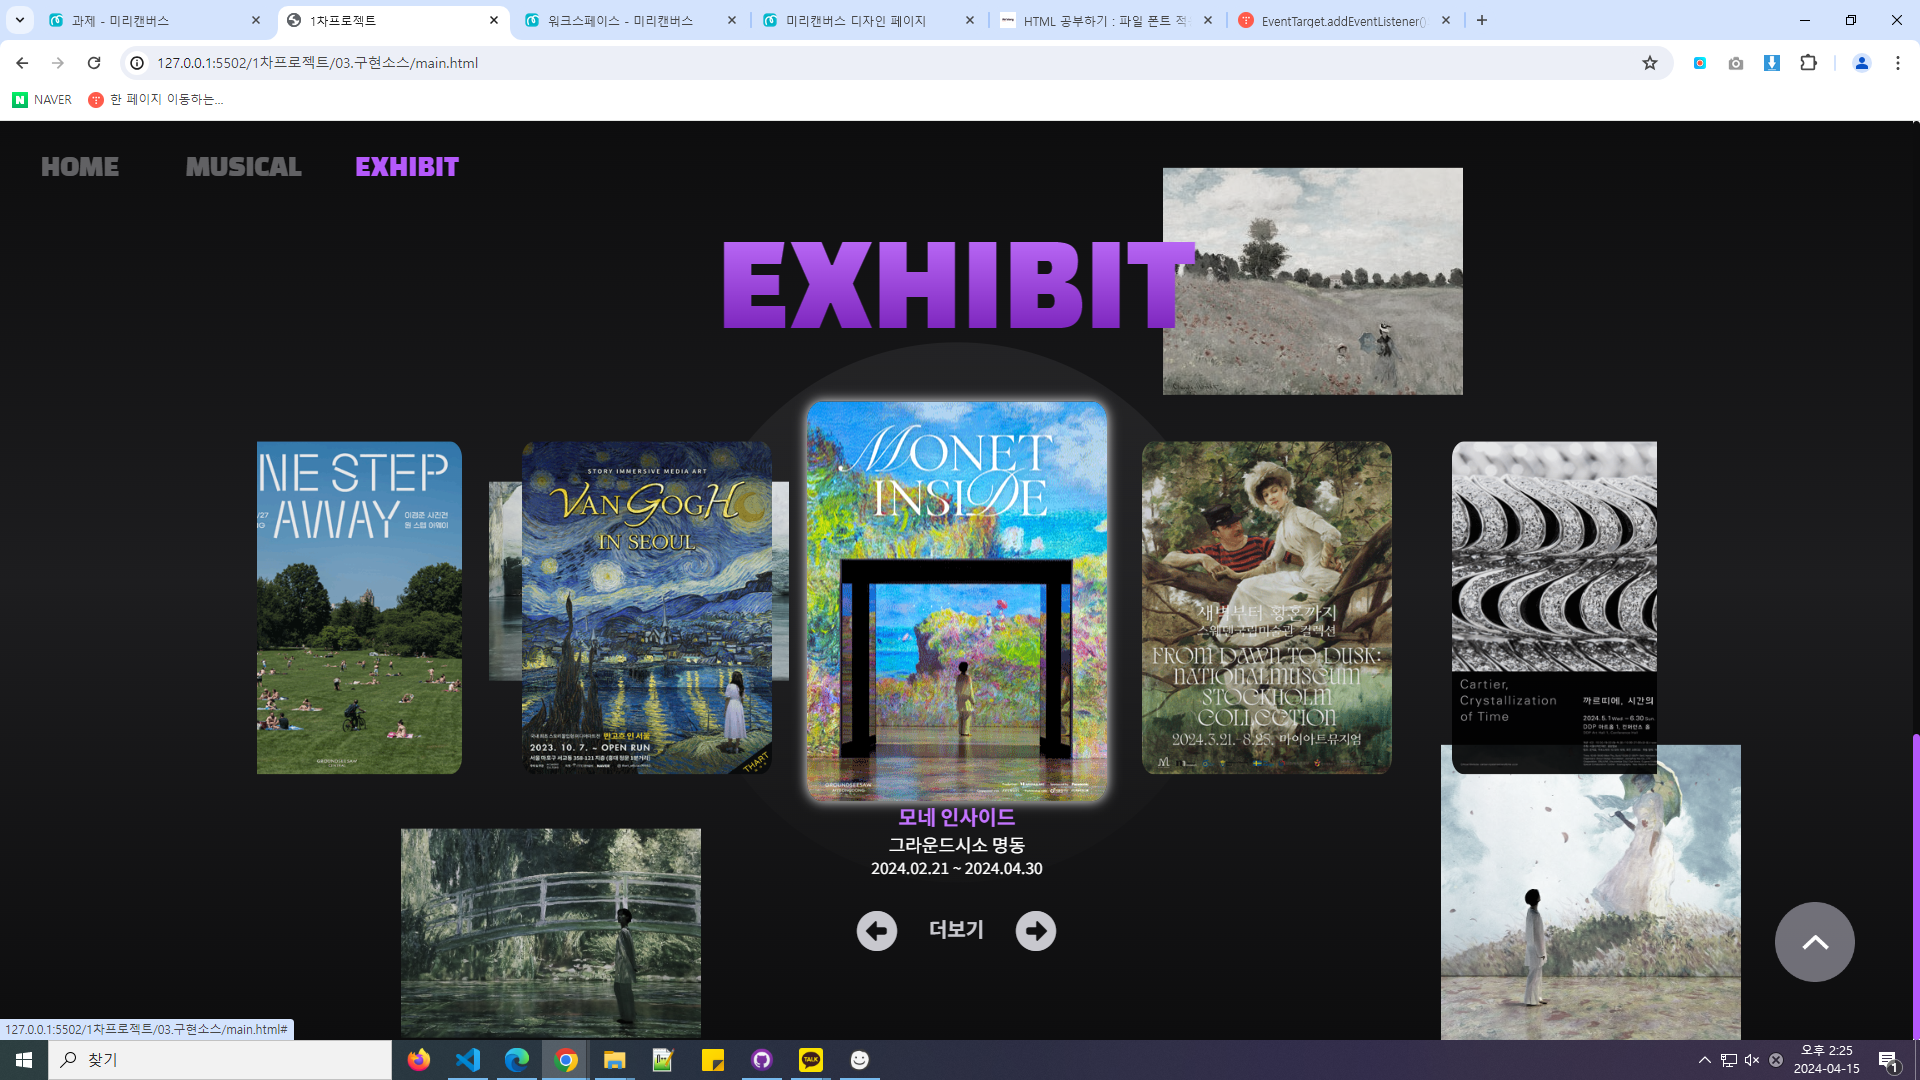 과제 - 미리캔버스
1차프로젝트
워크스페이스 - 미리캔버스
미리캔버스 디자인 페이지
HTML 공부하기 : 파일 폰트 적
EventTarget.addEventListener()
127.0.0.1:5502/1차프로젝트/03.구현소스/main.html
NAVER
한 페이지 이동하는...
HOME
MUSICAL
EXHIBIT
EXHIBIT
NE STEP
AWAY
이경준 사진전
원 스텝 어웨이
GROUNDSEESAW
STORY IMMERSIVE MEDIA ART
VAN GOGH
IN SEOUL
반고흐 인 서울
2023. 10. 7. ~ OPEN RUN
THART
MONET
INSIDE
GROUNDSEESAW
새벽부터 황혼까지
스웨덴국립미술관 컬렉션
FROM DAWN TO DUSK:
NATIONALMUSEUM
STOCKHOLM
COLLECTION
2024.3.21. 8.25. 마이아트뮤지엄
Cartier,
Crystallization
of Time
까르띠에, 시간의
2024. 5. 1 Wed – 6.30 Sun
모네 인사이드
그라운드시소 명동
2024.02.21 ~ 2024.04.30
더보기
127.0.0.1:5502/1차프로젝트/03.구현소스/main.html#
찾기
TALK
오후 2:25
2024-04-15
1